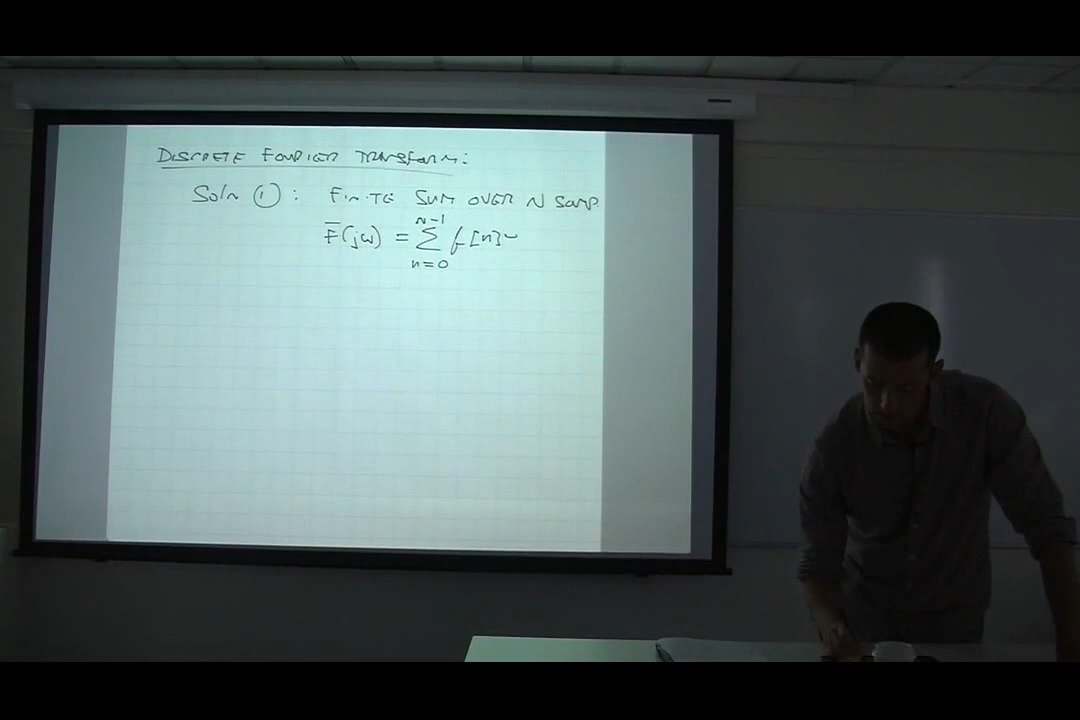 DISCRETE FOURIER TRANSFORM:
Soln ① : FINITE SUM OVER N SAMP.
F̅(jω) = Σ f[n]
N-1
n=0